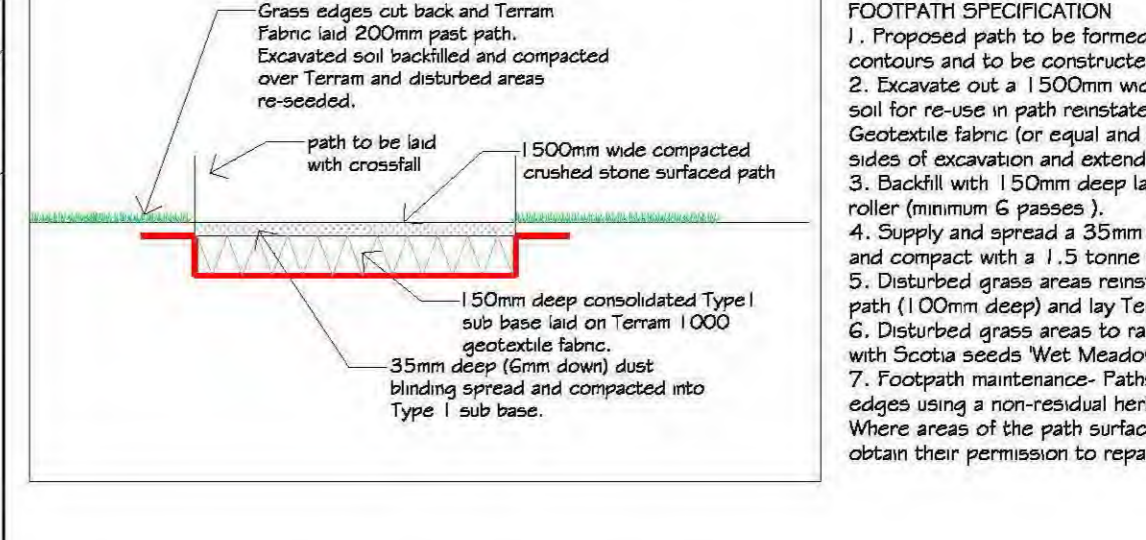 Grass edges cut back and Terram
Fabric laid 200mm past path.
Excavated soil backfilled and compacted
over Terram and disturbed areas
re-seeded.
path to be laid
with crossfall
1500mm wide compacted
crushed stone surfaced path
150mm deep consolidated Type1
sub base laid on Terram 1000
geotextile fabric.
35mm deep (6mm down) dust
blinding spread and compacted into
Type 1 sub base.
FOOTPATH SPECIFICATION
1. Proposed path to be formed
contours and to be constructe
2. Excavate out a 1500mm wid
soil for re-use in path reinstate
Geotextile fabric (or equal and
sides of excavation and extend
3. Backfill with 150mm deep la
roller (minimum 6 passes ).
4. Supply and spread a 35mm
and compact with a 1.5 tonne
5. Disturbed grass areas reinst
path (100mm deep) and lay Te
6. Disturbed grass areas to ra
with Scotia seeds 'Wet Meado
7. Footpath maintenance- Paths
edges using a non-residual her
Where areas of the path surfac
obtain their permission to repa